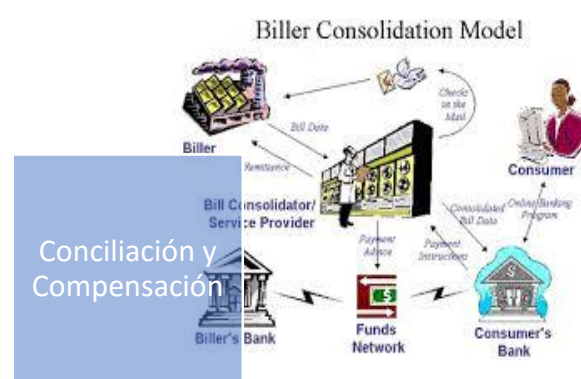 Biller Consolidation Model
Checks
in the
Mail
Bill Data
Biller
Remittance
Consumer
Bill Consolidator/
Service Provider
Consolidated
Bill Data
Online/Banking
Program
Conciliación y
Compensación
Payment
Advice
Payment
Instructions
Biller's Bank
Funds
Network
Consumer's
Bank